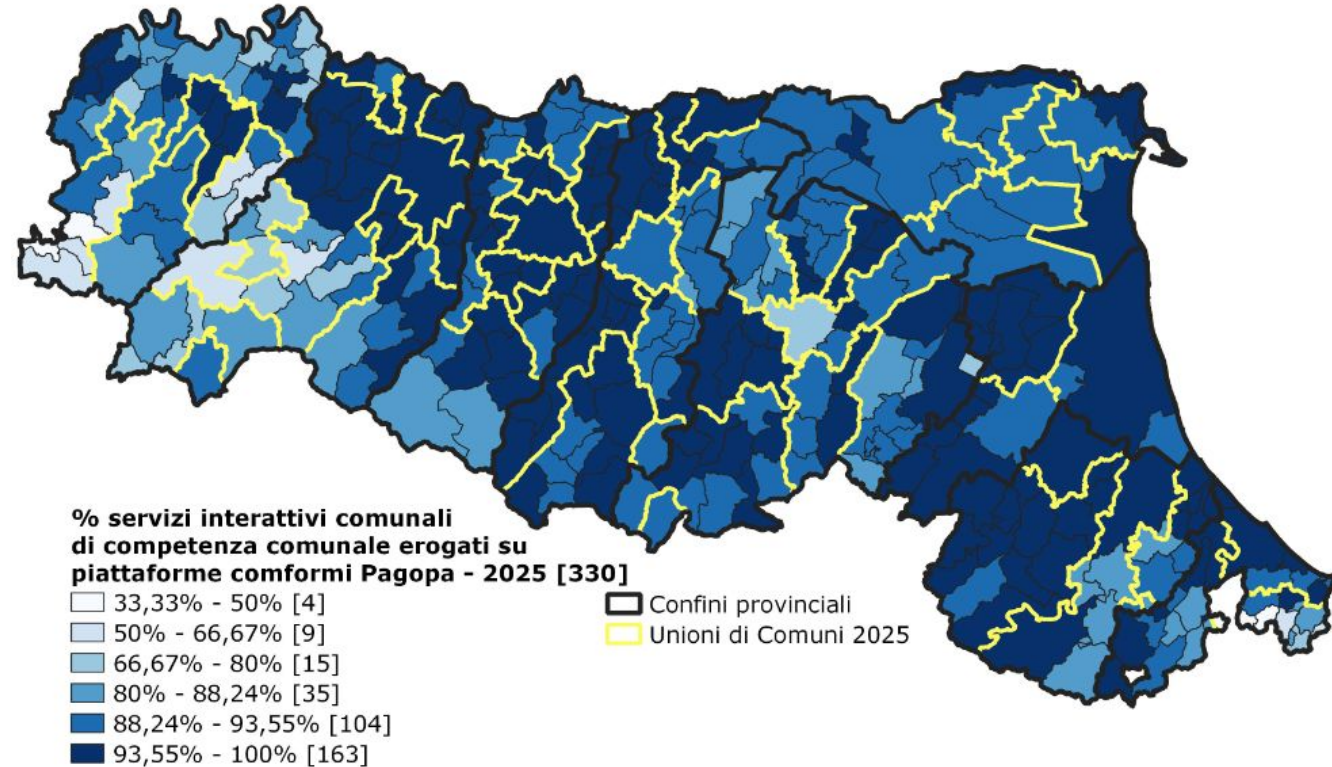 % servizi interattivi comunali
di competenza comunale erogati su
piattaforme comformi Pagopa - 2025 [330]
33,33% - 50% [4]
50% - 66,67% [9]
66,67% - 80% [15]
80% - 88,24% [35]
88,24% - 93,55% [104]
93,55% - 100% [163]
Confini provinciali
Unioni di Comuni 2025